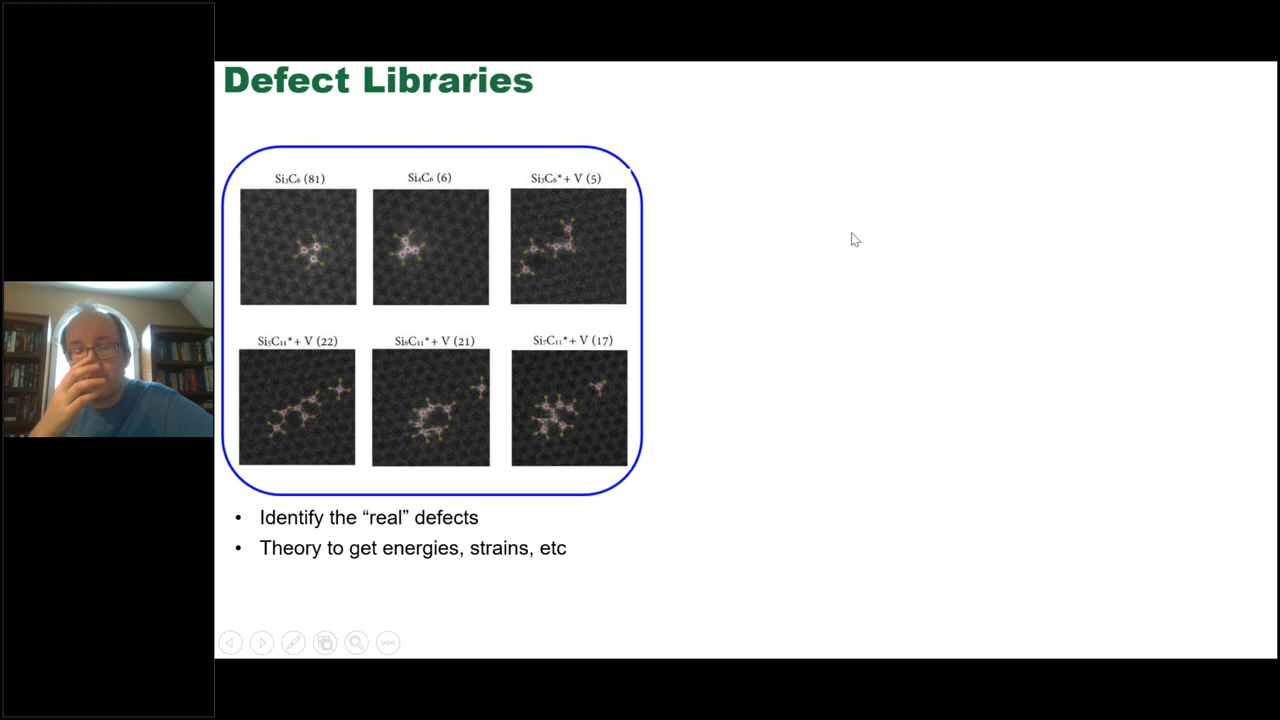 Defect Libraries
Si₃C₆ (81) Si₄C₆ (6) Si₃C₆*+ V (5)
Si₅C₁₁*+ V (22) Si₆C₁₁*+ V (21) Si₇C₁₁*+ V (17)
• Identify the “real” defects
• Theory to get energies, strains, etc